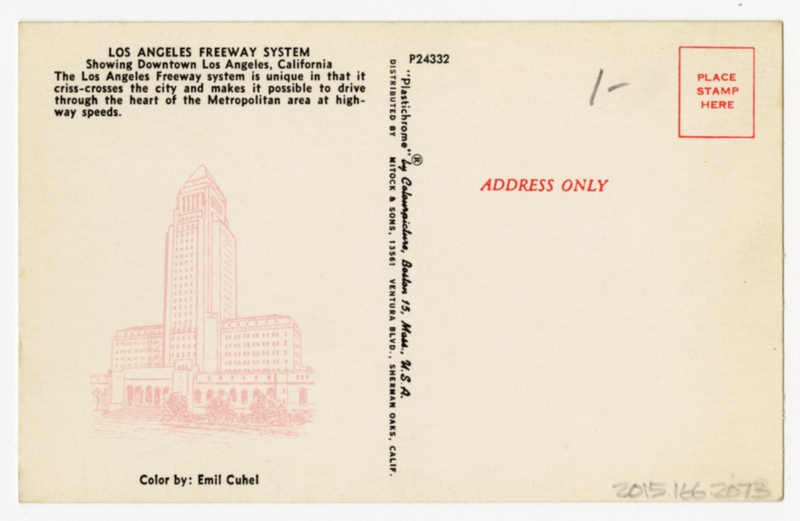 LOS ANGELES FREEWAY SYSTEM
Showing Downtown Los Angeles, California
The Los Angeles Freeway system is unique in that it
criss-crosses the city and makes it possible to drive
through the heart of the Metropolitan area at high-
way speeds.
Color by: Emil Cuhel
P24332
"Plastichrome"® by Colourpicture, Boston 15, Mass., U.S.A.
DISTRIBUTED BY MITOCK & SONS, 13561 VENTURA BLVD., SHERMAN OAKS, CALIF.
1-
PLACE
STAMP
HERE
ADDRESS ONLY
2015.166.2073